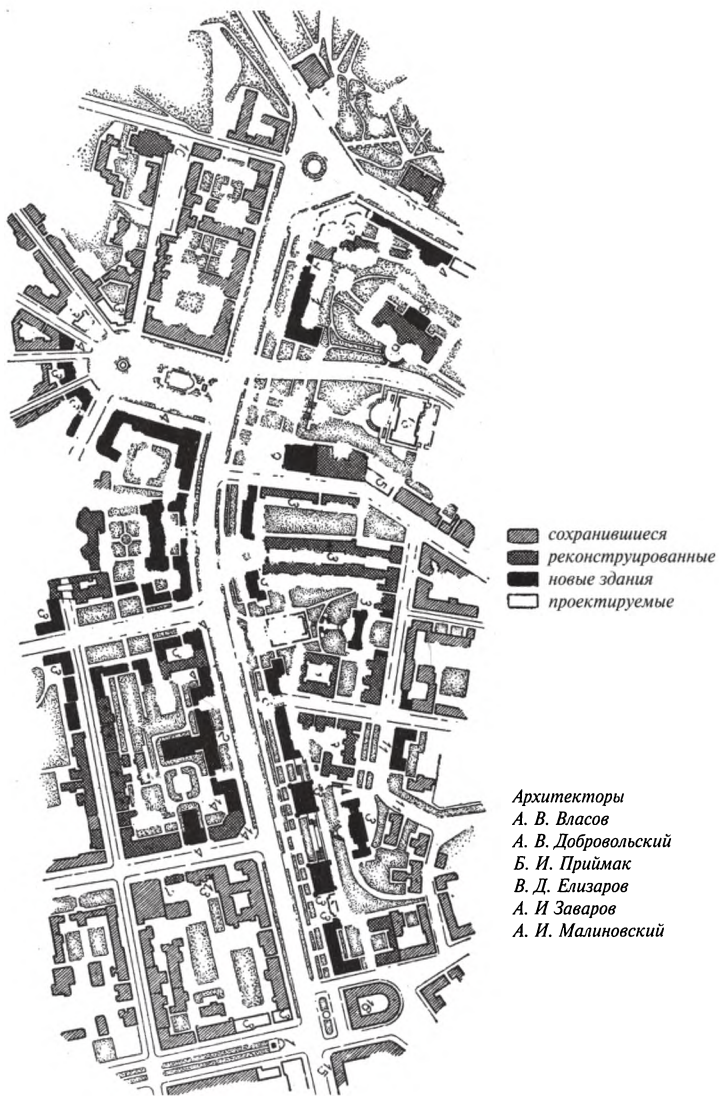 сохранившиеся
реконструированные
новые здания
проектируемые
Архитекторы
А. В. Власов
А. В. Добровольский
Б. И. Приймак
В. Д. Елизаров
А. И Заваров
А. И. Малиновский